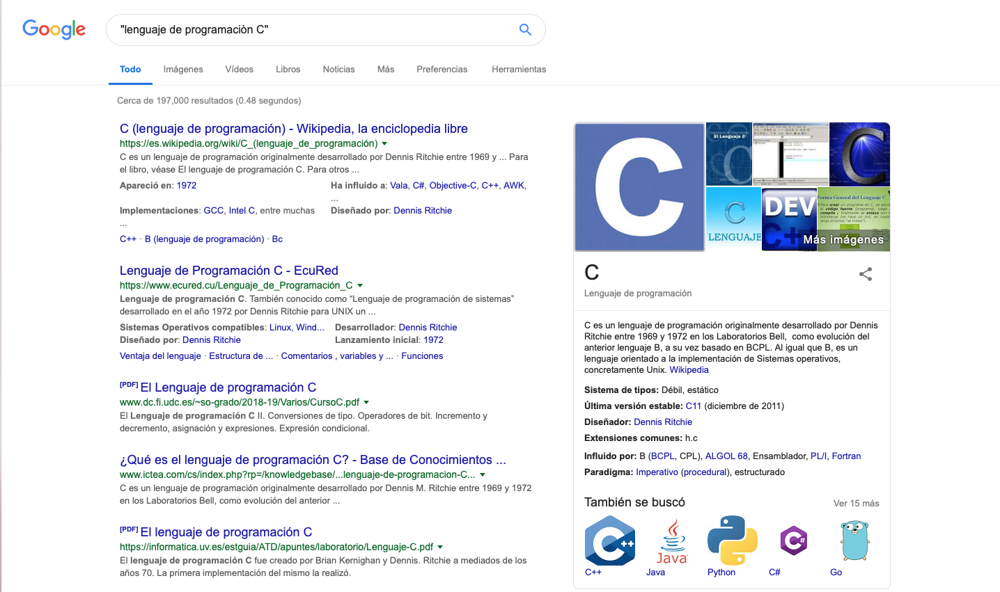 Google
"lenguaje de programaciòn C"
Todo Imágenes Vídeos Libros Noticias Más Preferencias Herramientas
Cerca de 197,000 resultados (0.48 segundos)
C (lenguaje de programación) - Wikipedia, la enciclopedia libre
https://es.wikipedia.org/wiki/C_(lenguaje_de_programación)
C es un lenguaje de programación originalmente desarrollado por Dennis Ritchie entre 1969 y ... Para
el libro, véase El lenguaje de programación C. Para otros ...
Apareció en: 1972 Ha influido a: Vala, C#, Objective-C, C++, AWK,
...
Implementaciones: GCC, Intel C, entre muchas Diseñado por: Dennis Ritchie
...
C++ · B (lenguaje de programación) · Bc
Lenguaje de Programación C - EcuRed
https://www.ecured.cu/Lenguaje_de_Programación_C
Lenguaje de programación C. También conocido como “Lenguaje de programación de sistemas”
desarrollado en el año 1972 por Dennis Ritchie para UNIX un ...
Sistemas Operativos compatibles: Linux, Wind... Desarrollador: Dennis Ritchie
Diseñado por: Dennis Ritchie Lanzamiento inicial: 1972
Ventaja del lenguaje · Estructura de ... · Comentarios , variables y ... · Funciones
[PDF] El Lenguaje de programación C
www.dc.fi.udc.es/~so-grado/2018-19/Varios/CursoC.pdf
El Lenguaje de programación C II. Conversiones de tipo. Operadores de bit. Incremento y
decremento, asignación y expresiones. Expresión condicional.
¿Qué es el lenguaje de programación C? - Base de Conocimientos ...
www.ictea.com/cs/index.php?rp=/knowledgebase/...lenguaje-de-programacion-C...
C es un lenguaje de programación originalmente desarrollado por Dennis M. Ritchie entre 1969 y 1972
en los Laboratorios Bell, como evolución del anterior ...
[PDF] El lenguaje de programación C
https://informatica.uv.es/estguia/ATD/apuntes/laboratorio/Lenguaje-C.pdf
El lenguaje de programación C fue creado por Brian Kernighan y Dennis. Ritchie a mediados de los
años 70. La primera implementación del mismo la realizó.
C
El Lenguaje C
C
C
LENGUAJE
DEV
C++
Forma General del Lenguaje C
Más imágenes
C
Lenguaje de programación
C es un lenguaje de programación originalmente desarrollado por Dennis
Ritchie entre 1969 y 1972 en los Laboratorios Bell, como evolución del
anterior lenguaje B, a su vez basado en BCPL. Al igual que B, es un
lenguaje orientado a la implementación de Sistemas operativos,
concretamente Unix. Wikipedia
Sistema de tipos: Débil, estático
Última versión estable: C11 (diciembre de 2011)
Diseñador: Dennis Ritchie
Extensiones comunes: h.c
Influido por: B (BCPL, CPL), ALGOL 68, Ensamblador, PL/I, Fortran
Paradigma: Imperativo (procedural), estructurado
También se buscó Ver 15 más
C++
Java
C#
C++ Java Python C# Go